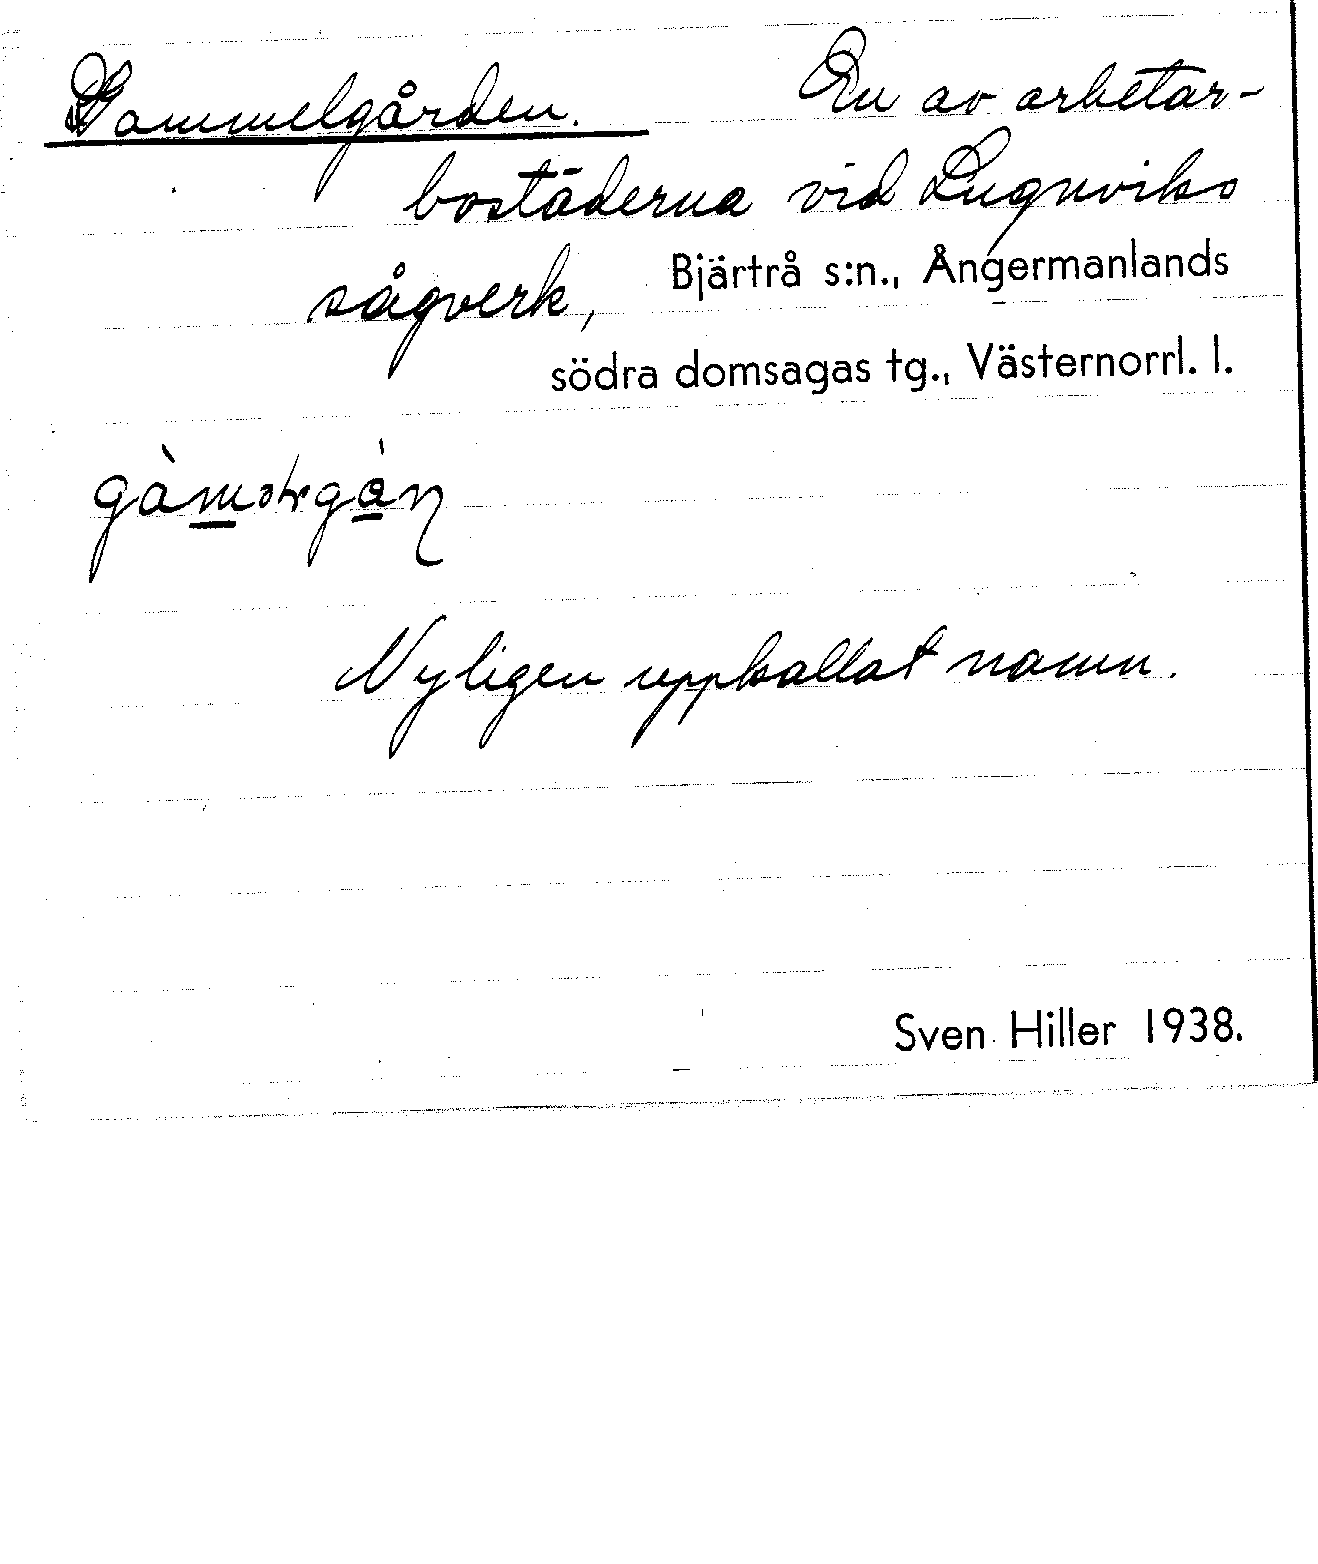 Gammelgården. En av arbetar-
bostäderna vid Lugnviks
sågverk, Bjärtrå s:n., Ångermanlands
södra domsagas tg., Västernorrl. l.
Nyligen uppkallat namn.
Sven Hiller 1938.